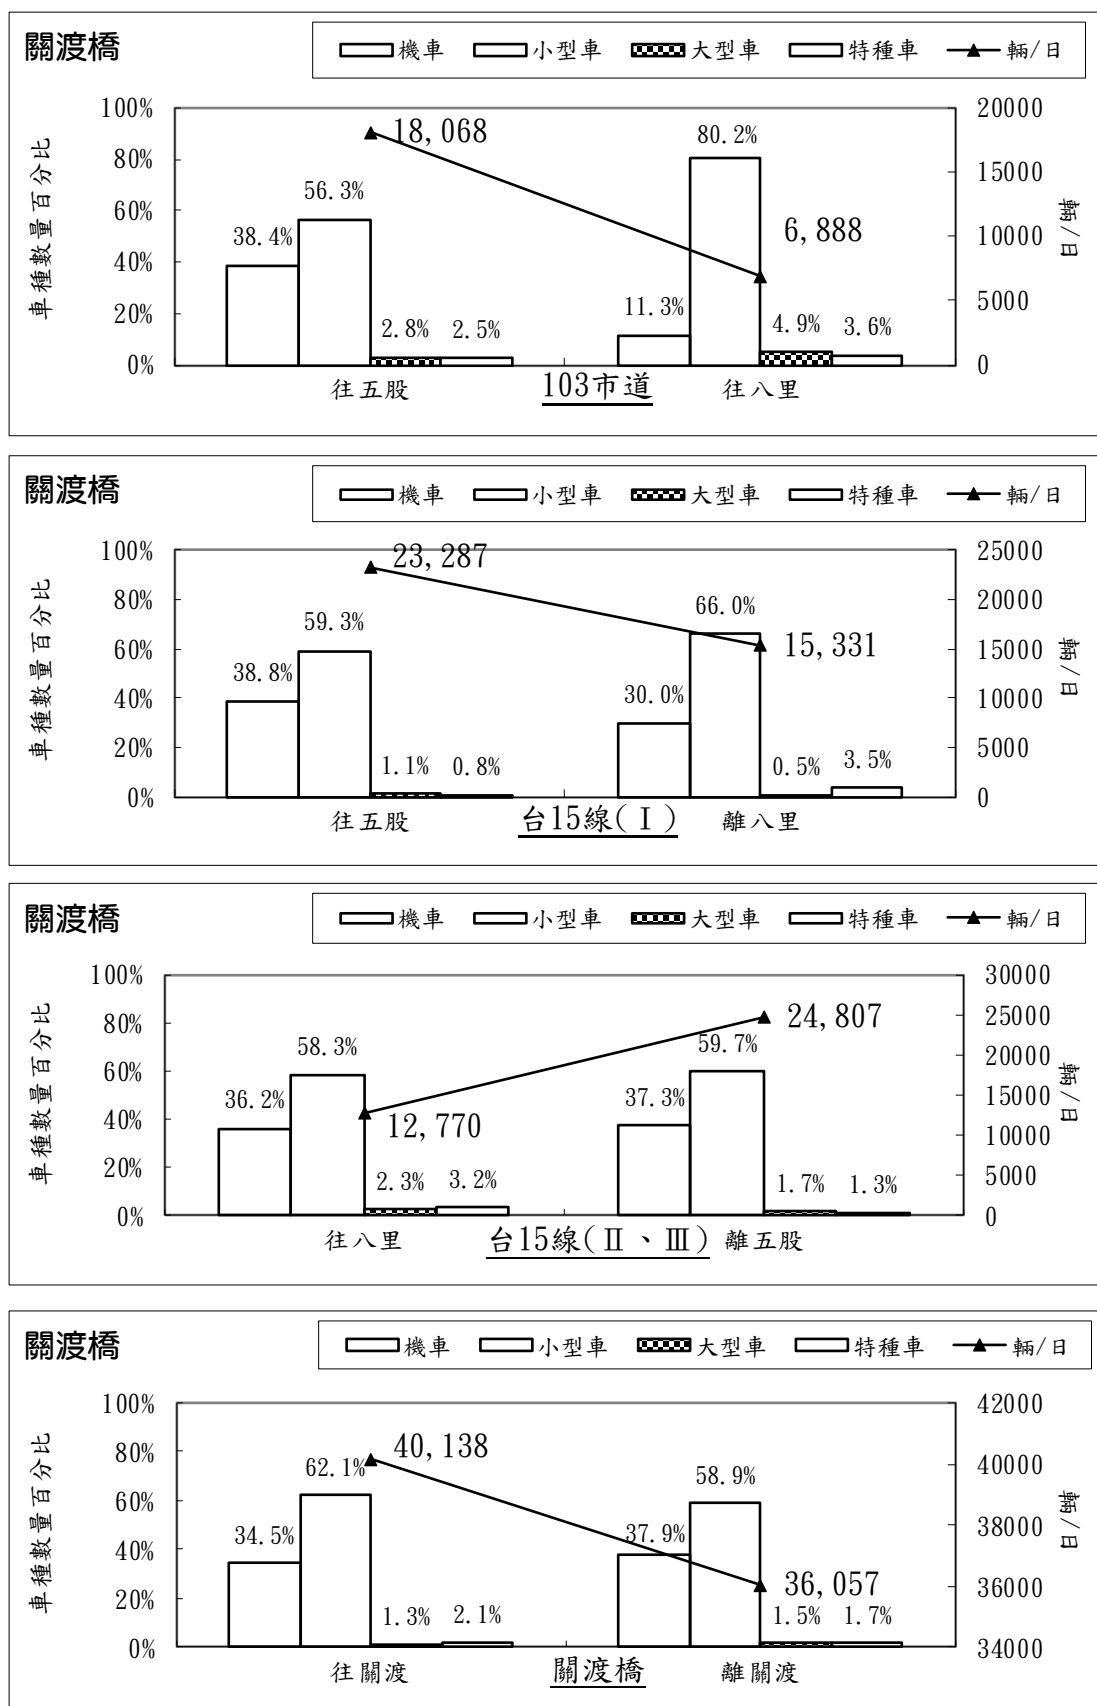 關渡橋
機車 小型車 大型車 特種車 輛/日
車種數量百分比
100%
80%
60%
40%
20%
0%
38.4% 56.3% 2.8% 2.5%
18,068
11.3% 80.2% 4.9% 3.6%
6,888
20000
15000
10000
5000
0
輛/日
往五股 103市道 往八里
關渡橋
機車 小型車 大型車 特種車 輛/日
車種數量百分比
100%
80%
60%
40%
20%
0%
38.8% 59.3% 1.1% 0.8%
23,287
30.0% 66.0% 0.5% 3.5%
15,331
25000
20000
15000
10000
5000
0
輛/日
往五股 台15線(Ⅰ) 離八里
關渡橋
機車 小型車 大型車 特種車 輛/日
車種數量百分比
100%
80%
60%
40%
20%
0%
36.2% 58.3% 2.3% 3.2%
12,770
37.3% 59.7% 1.7% 1.3%
24,807
30000
25000
20000
15000
10000
5000
0
輛/日
往八里 台15線(Ⅱ、Ⅲ) 離五股
關渡橋
機車 小型車 大型車 特種車 輛/日
車種數量百分比
100%
80%
60%
40%
20%
0%
34.5% 62.1% 1.3% 2.1%
40,138
37.9% 58.9% 1.5% 1.7%
36,057
42000
40000
38000
36000
34000
輛/日
往關渡 關渡橋 離關渡